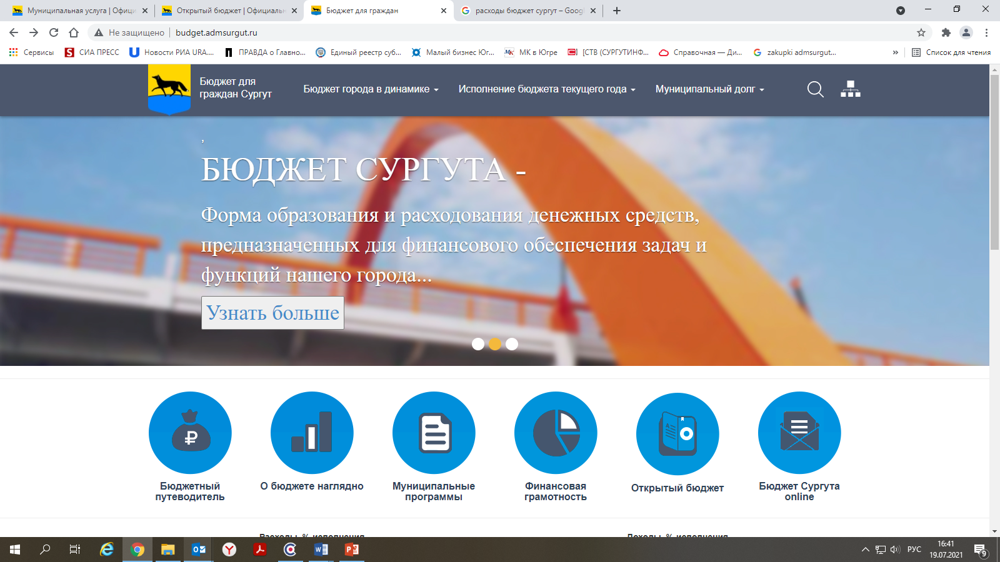 Муниципальная услуга | Офици
Открытый бюджет | Официальн
Бюджет для граждан
расходы бюджет сургут – Googl
Не защищено
budget.admsurgut.ru
Сервисы
СИА ПРЕСС
Новости РИА URA....
ПРАВДА о Главно...
Единый реестр суб...
Малый бизнес Юг...
МК в Югре
[СТВ (СУРГУТИНФ...
Справочная — Ди...
zakupki admsurgut...
»
Список для чтения
Бюджет для
граждан Сургут
Бюджет города в динамике
Исполнение бюджета текущего года
Муниципальный долг
,
БЮДЖЕТ СУРГУТА -
Форма образования и расходования денежных средств,
предназначенных для финансового обеспечения задач и
функций нашего города...
Узнать больше
Бюджетный
путеводитель
О бюджете наглядно
Муниципальные
программы
Финансовая
грамотность
Открытый бюджет
Бюджет Сургута
online
Расходы, % исполнения
Доходы, % исполнения
РУС
16:41
19.07.2021
9